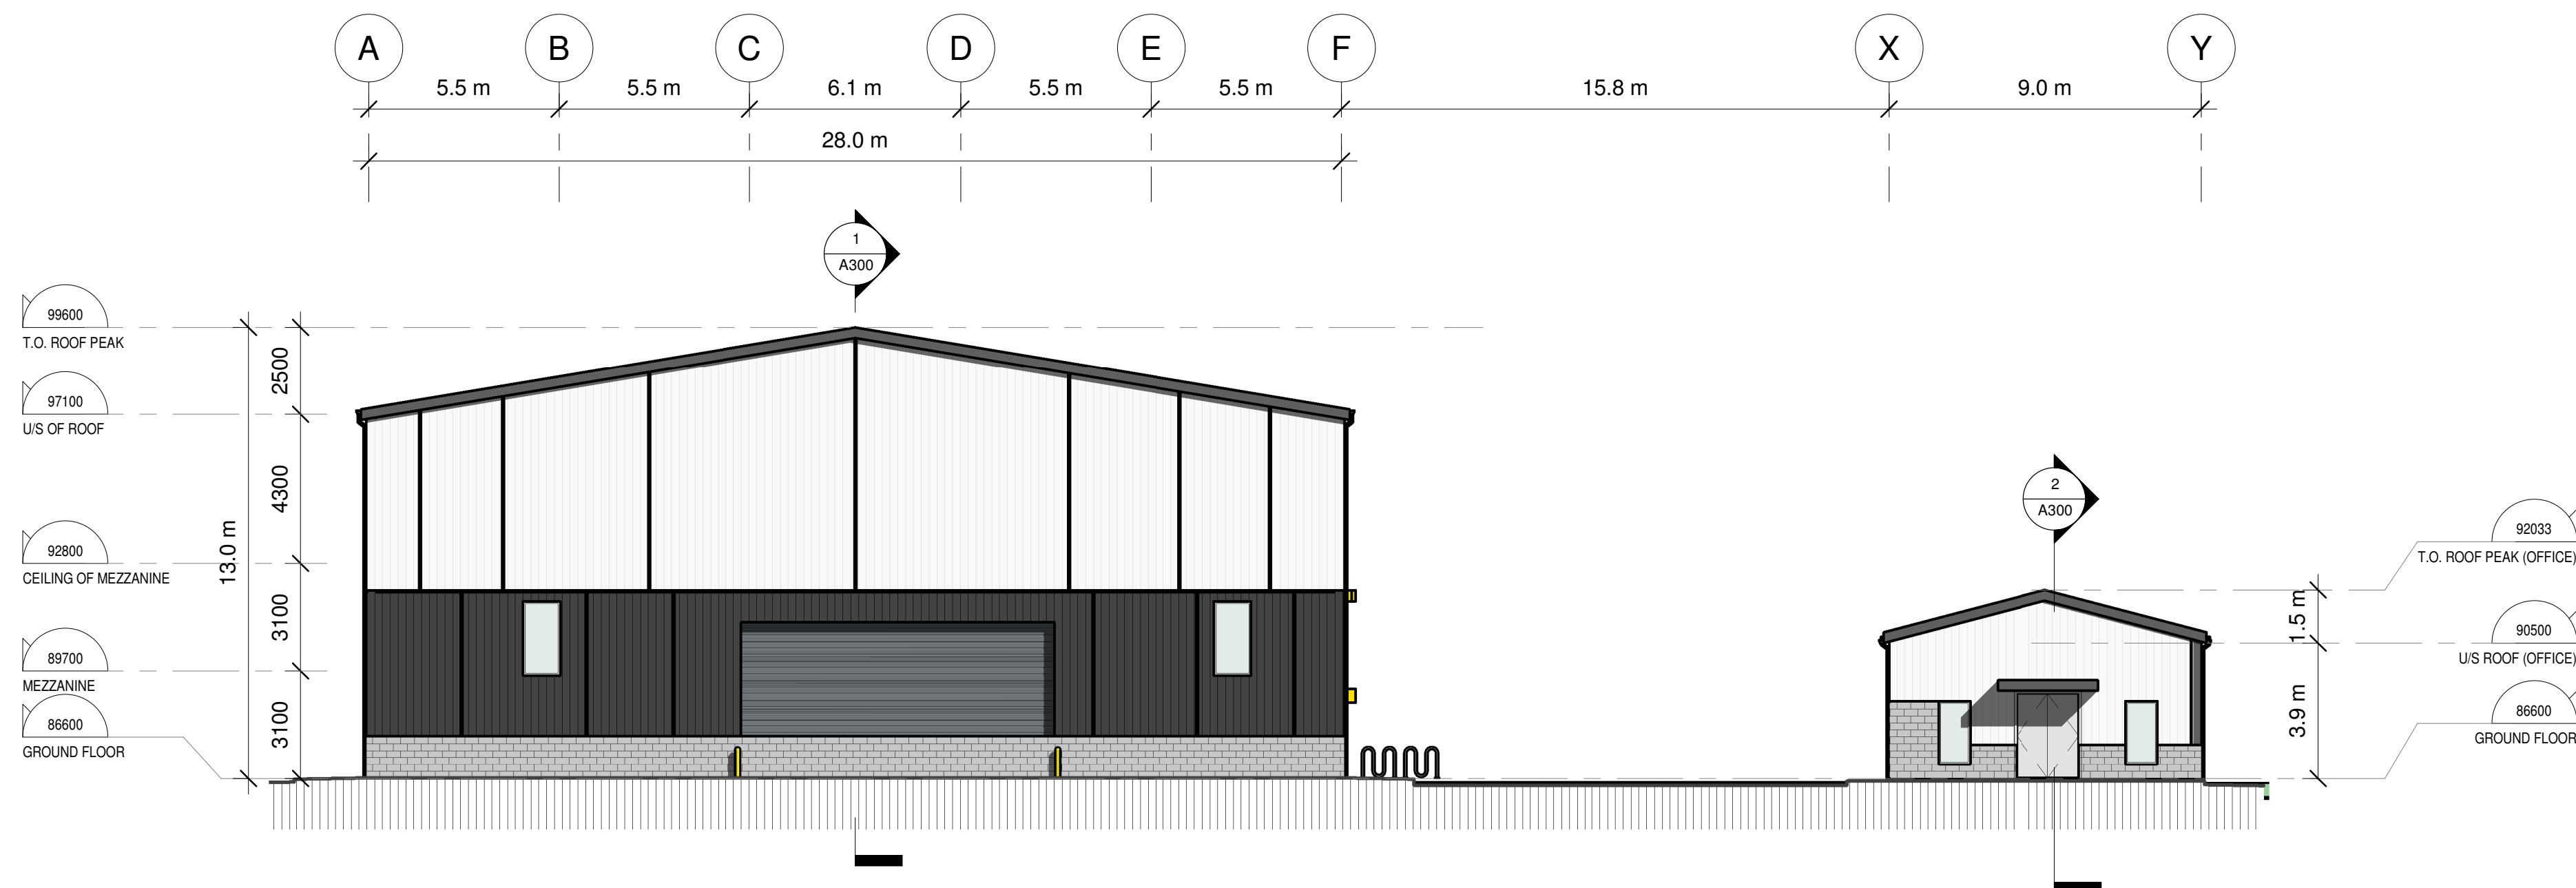 A B C D E F X Y
5.5 m 5.5 m 6.1 m 5.5 m 5.5 m 15.8 m 9.0 m
28.0 m
1
A300
99600
T.O. ROOF PEAK
2500
97100
U/S OF ROOF
4300
92800
CEILING OF MEZZANINE
13.0 m
3100
89700
MEZZANINE
86600
GROUND FLOOR
3100
2
A300
92033
T.O. ROOF PEAK (OFFICE)
1.5 m
90500
U/S ROOF (OFFICE)
3.9 m
86600
GROUND FLOOR